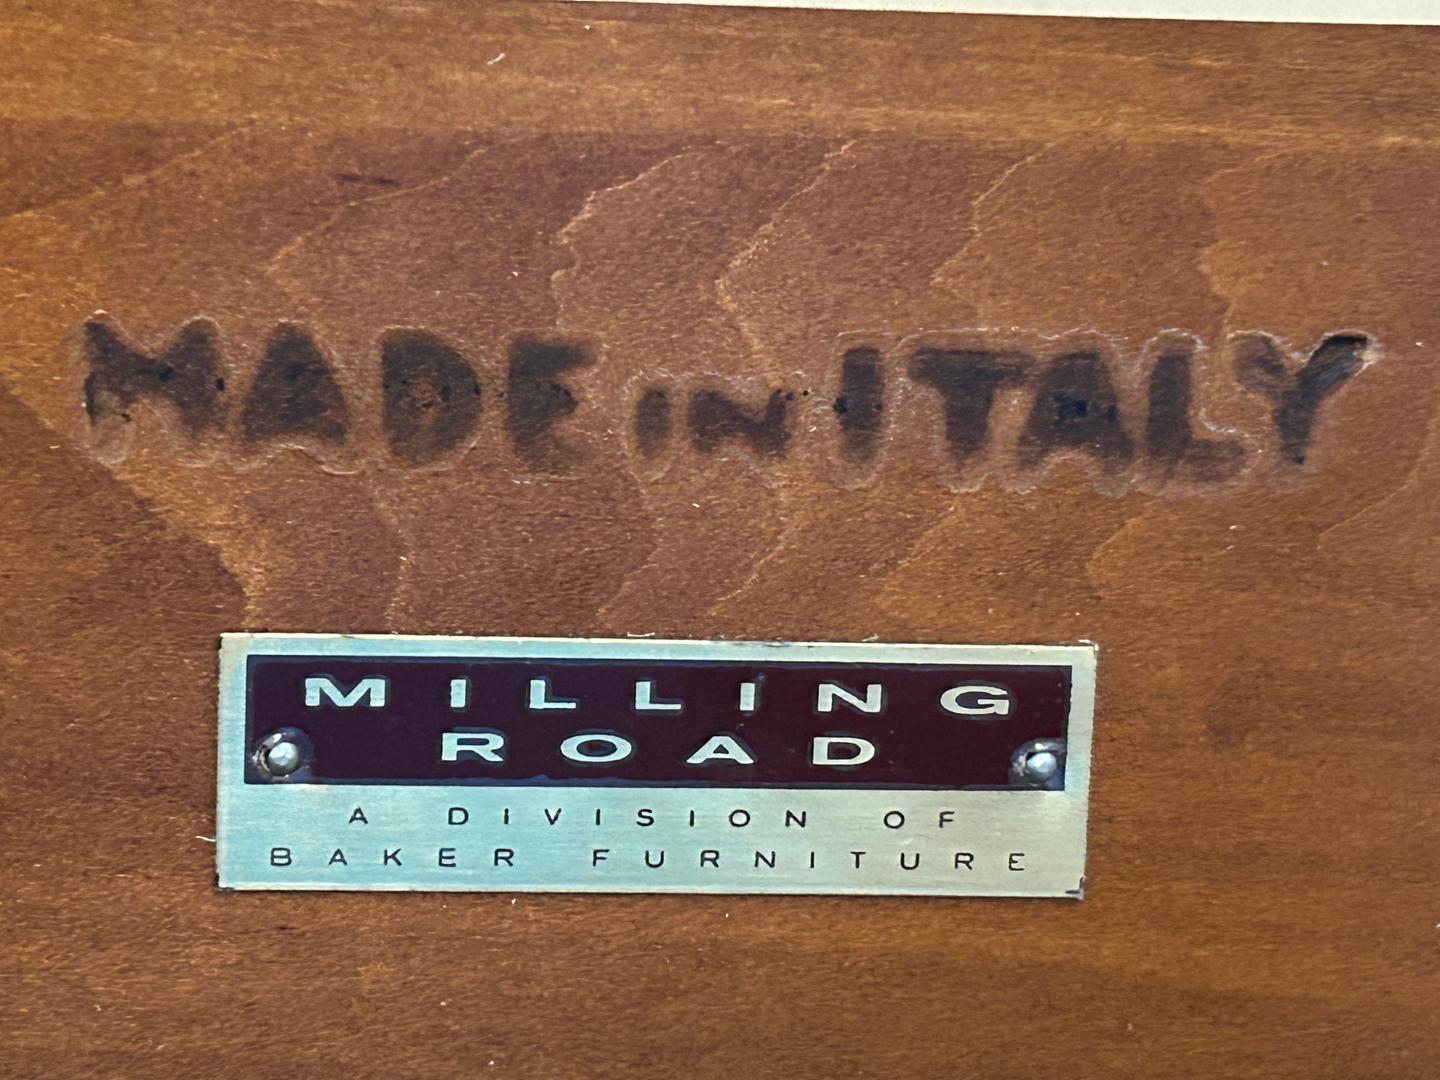 MADE IN ITALY
MILLING
ROAD
A DIVISION OF
BAKER FURNITURE